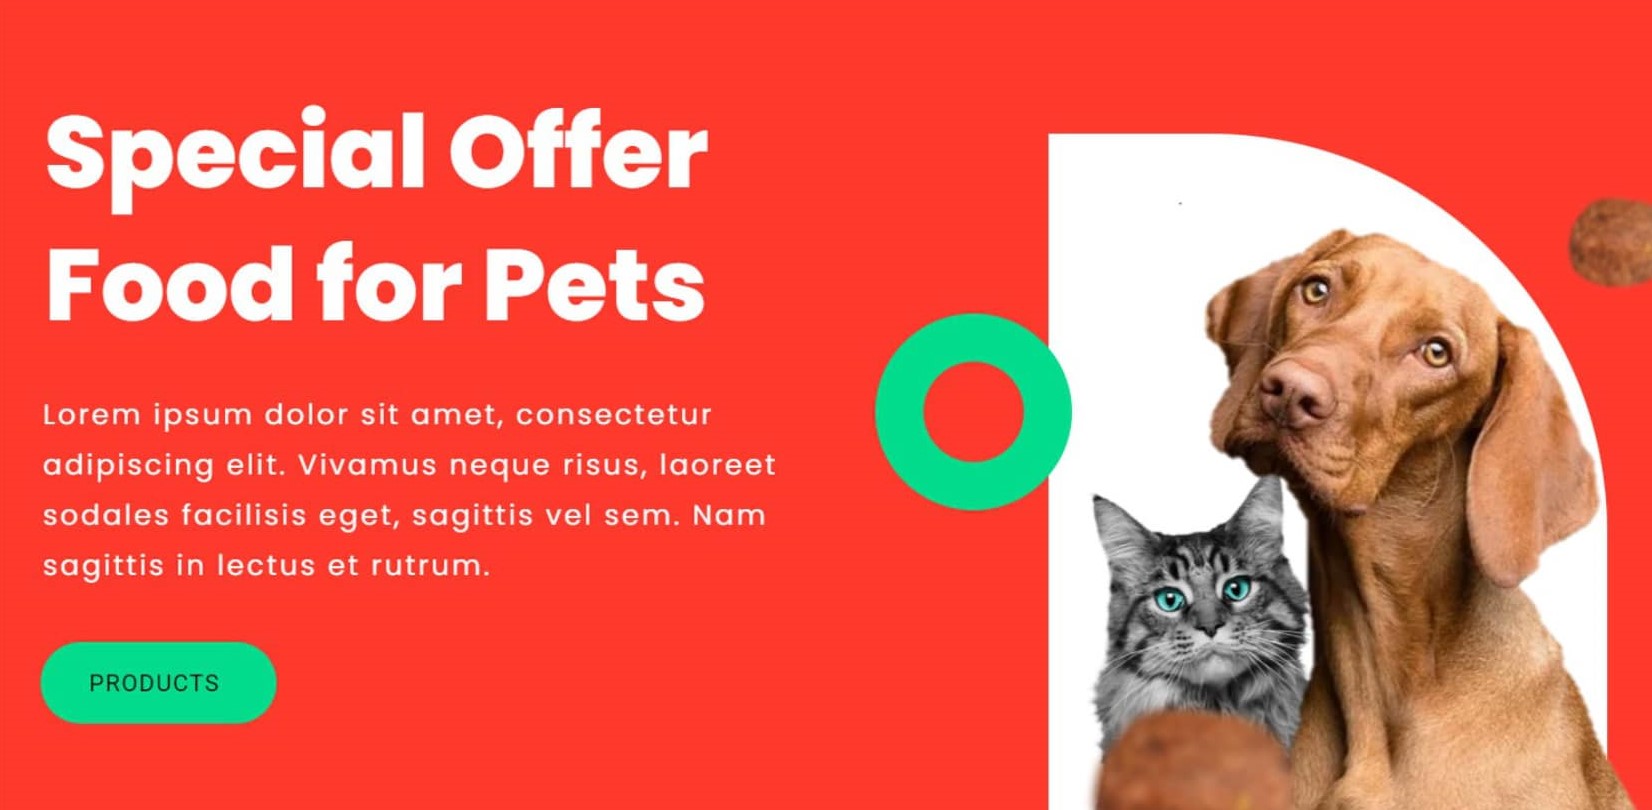 Special Offer
Food for Pets
Lorem ipsum dolor sit amet, consectetur
adipiscing elit. Vivamus neque risus, laoreet
sodales facilisis eget, sagittis vel sem. Nam
sagittis in lectus et rutrum.
PRODUCTS